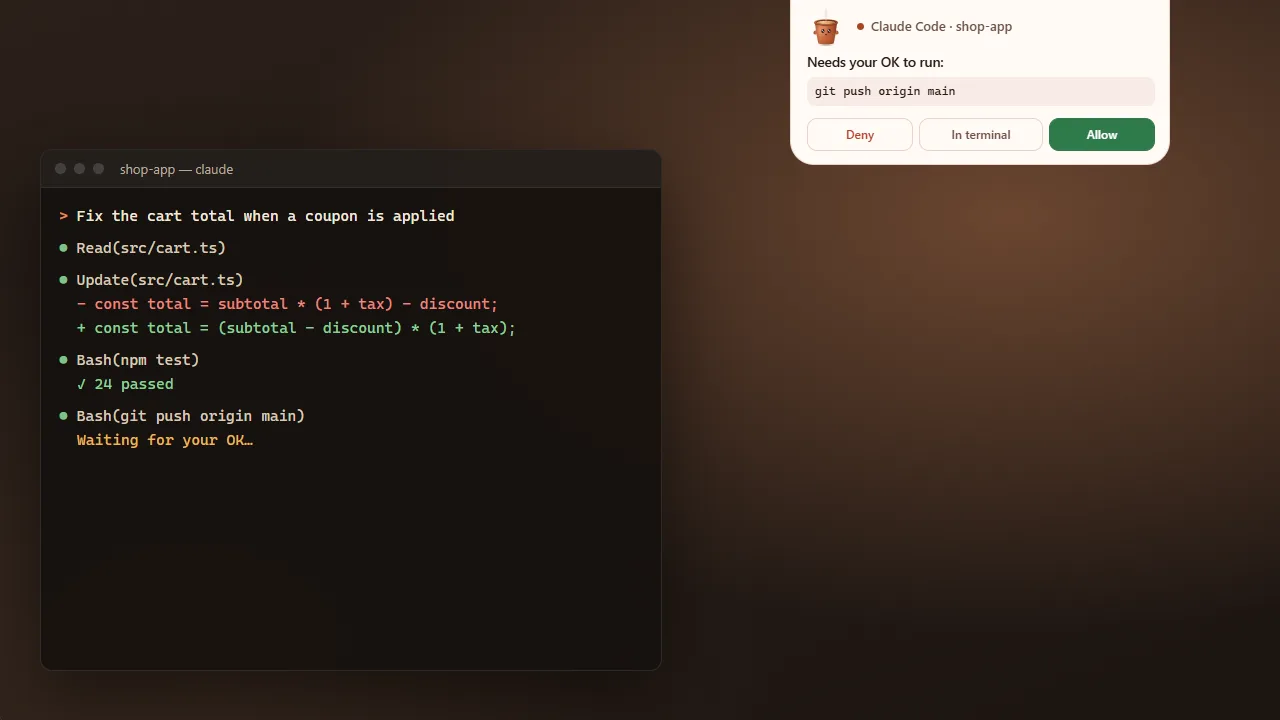 Claude Code · shop-app
Needs your OK to run:
git push origin main
Deny
In terminal
Allow
shop-app — claude
> Fix the cart total when a coupon is applied
● Read(src/cart.ts)
● Update(src/cart.ts)
− const total = subtotal * (1 + tax) − discount;
+ const total = (subtotal − discount) * (1 + tax);
● Bash(npm test)
✓ 24 passed
● Bash(git push origin main)
Waiting for your OK…